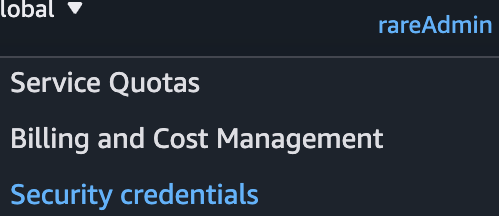 lobal ▼
rareAdmin
Service Quotas
Billing and Cost Management
Security credentials